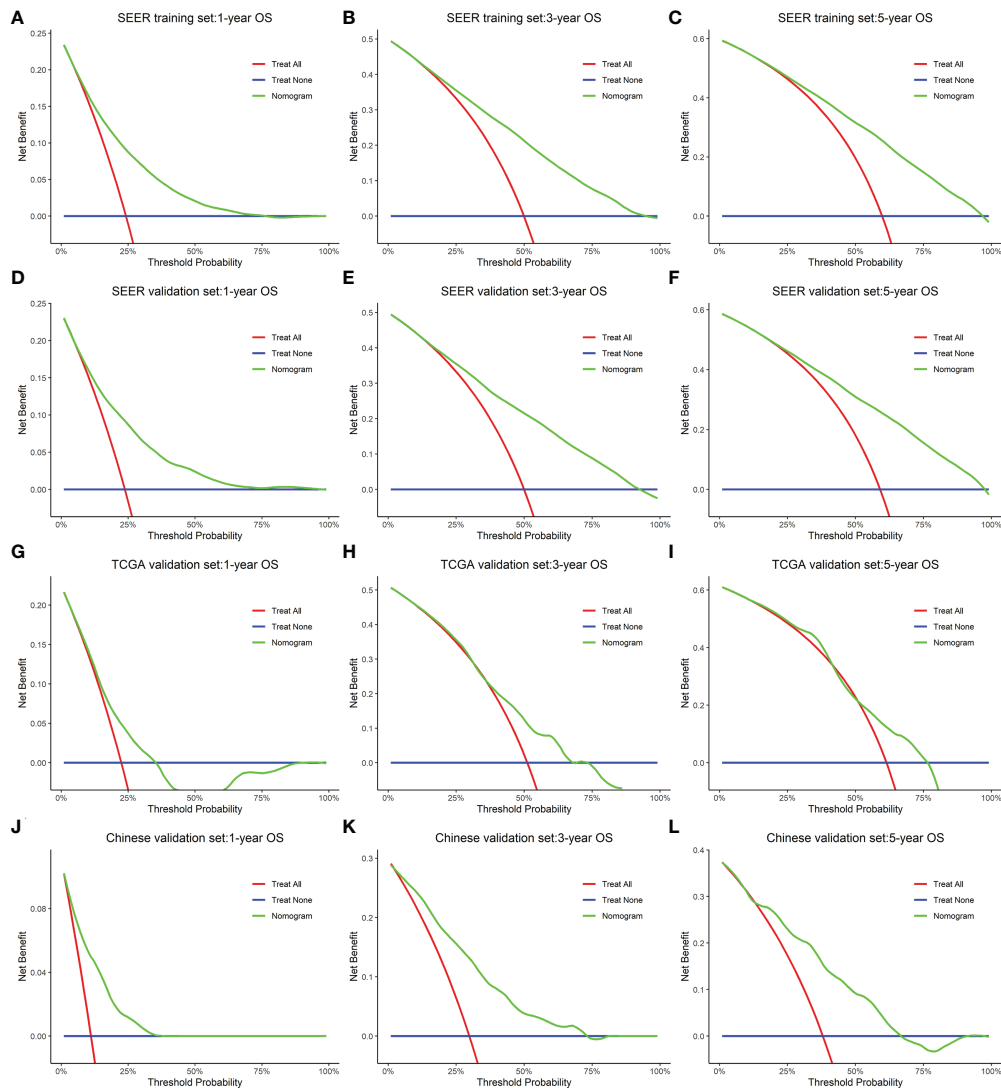 A
SEER training set:1-year OS
0.25
0.20
0.15
0.10
0.05
0.00
Net Benefit
Treat All
Treat None
Nomogram
0% 25% 50% 75% 100%
Threshold Probability
B
SEER training set:3-year OS
0.5
0.4
0.3
0.2
0.1
0.0
Net Benefit
Treat All
Treat None
Nomogram
0% 25% 50% 75% 100%
Threshold Probability
C
SEER training set:5-year OS
0.6
0.4
0.2
0.0
Net Benefit
Treat All
Treat None
Nomogram
0% 25% 50% 75% 100%
Threshold Probability
D
SEER validation set:1-year OS
0.25
0.20
0.15
0.10
0.05
0.00
Net Benefit
Treat All
Treat None
Nomogram
0% 25% 50% 75% 100%
Threshold Probability
E
SEER validation set:3-year OS
0.5
0.4
0.3
0.2
0.1
0.0
Net Benefit
Treat All
Treat None
Nomogram
0% 25% 50% 75% 100%
Threshold Probability
F
SEER validation set:5-year OS
0.6
0.4
0.2
0.0
Net Benefit
Treat All
Treat None
Nomogram
0% 25% 50% 75% 100%
Threshold Probability
G
TCGA validation set:1-year OS
0.20
0.15
0.10
0.05
0.00
Net Benefit
Treat All
Treat None
Nomogram
0% 25% 50% 75% 100%
Threshold Probability
H
TCGA validation set:3-year OS
0.5
0.4
0.3
0.2
0.1
0.0
Net Benefit
Treat All
Treat None
Nomogram
0% 25% 50% 75% 100%
Threshold Probability
I
TCGA validation set:5-year OS
0.6
0.4
0.2
0.0
Net Benefit
Treat All
Treat None
Nomogram
0% 25% 50% 75% 100%
Threshold Probability
J
Chinese validation set:1-year OS
0.08
0.04
0.00
Net Benefit
Treat All
Treat None
Nomogram
0% 25% 50% 75% 100%
Threshold Probability
K
Chinese validation set:3-year OS
0.3
0.2
0.1
0.0
Net Benefit
Treat All
Treat None
Nomogram
0% 25% 50% 75% 100%
Threshold Probability
L
Chinese validation set:5-year OS
0.4
0.3
0.2
0.1
0.0
Net Benefit
Treat All
Treat None
Nomogram
0% 25% 50% 75% 100%
Threshold Probability